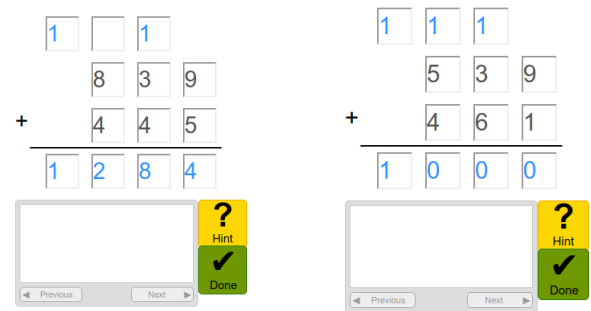 1 1
8 3 9
+ 4 4 5
1 2 8 4
? Hint
✔ Done
◀ Previous Next ▶
1 1 1
5 3 9
+ 4 6 1
1 0 0 0
? Hint
✔ Done
◀ Previous Next ▶